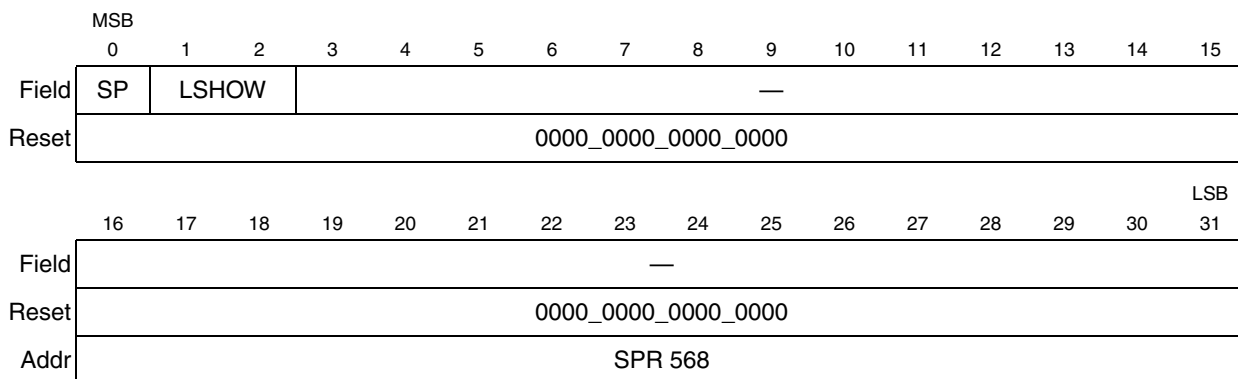 MSB
0 1 2 3 4 5 6 7 8 9 10 11 12 13 14 15
Field SP LSHOW —
Reset 0000_0000_0000_0000
LSB
16 17 18 19 20 21 22 23 24 25 26 27 28 29 30 31
Field —
Reset 0000_0000_0000_0000
Addr SPR 568